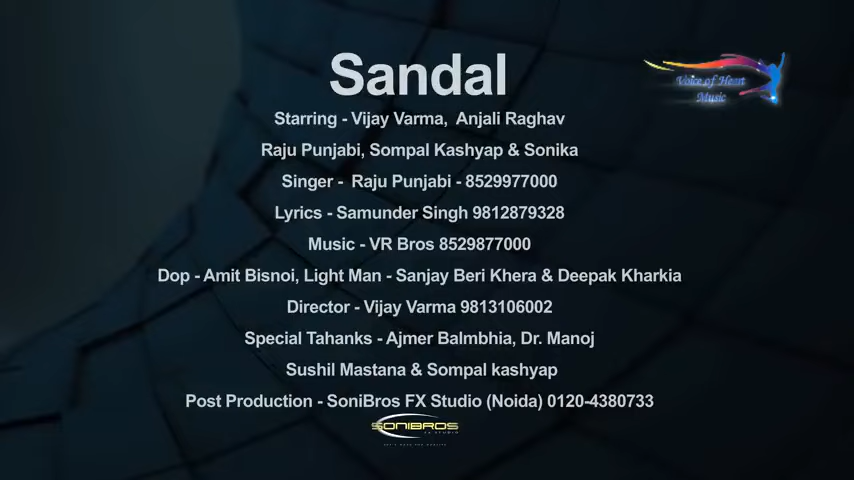 Sandal
Voice of Heart
Music
Starring - Vijay Varma, Anjali Raghav
Raju Punjabi, Sompal Kashyap & Sonika
Singer - Raju Punjabi - 8529977000
Lyrics - Samunder Singh 9812879328
Music - VR Bros 8529877000
Dop - Amit Bisnoi, Light Man - Sanjay Beri Khera & Deepak Kharkia
Director - Vijay Varma 9813106002
Special Tahanks - Ajmer Balmbhia, Dr. Manoj
Sushil Mastana & Sompal kashyap
Post Production - SoniBros FX Studio (Noida) 0120-4380733
SONIBROS
FX STUDIO